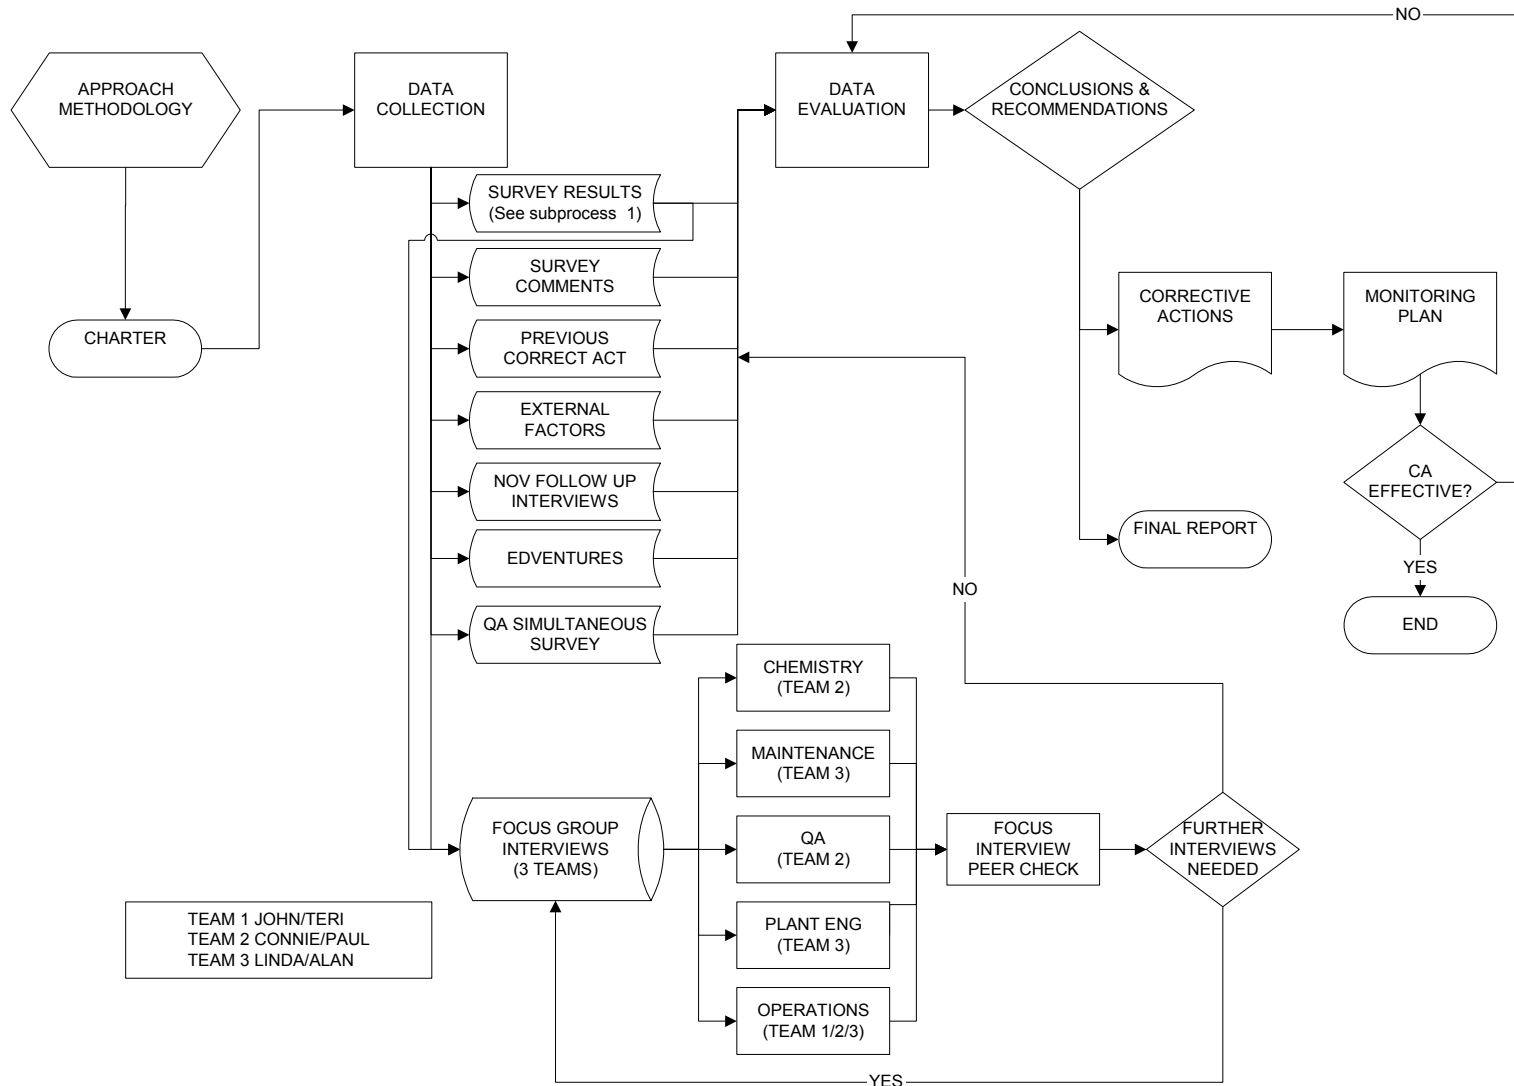 NO
APPROACH
METHODOLOGY
DATA
COLLECTION
DATA
EVALUATION
CONCLUSIONS &
RECOMMENDATIONS
SURVEY RESULTS
(See subprocess 1)
SURVEY
COMMENTS
CORRECTIVE
ACTIONS
MONITORING
PLAN
CHARTER
PREVIOUS
CORRECT ACT
EXTERNAL
FACTORS
NOV FOLLOW UP
INTERVIEWS
CA
EFFECTIVE?
FINAL REPORT
EDVENTURES
YES
NO
QA SIMULTANEOUS
SURVEY
END
CHEMISTRY
(TEAM 2)
MAINTENANCE
(TEAM 3)
FOCUS GROUP
INTERVIEWS
(3 TEAMS)
QA
(TEAM 2)
FOCUS
INTERVIEW
PEER CHECK
FURTHER
INTERVIEWS
NEEDED
TEAM 1 JOHN/TERI
TEAM 2 CONNIE/PAUL
TEAM 3 LINDA/ALAN
PLANT ENG
(TEAM 3)
OPERATIONS
(TEAM 1/2/3)
YES